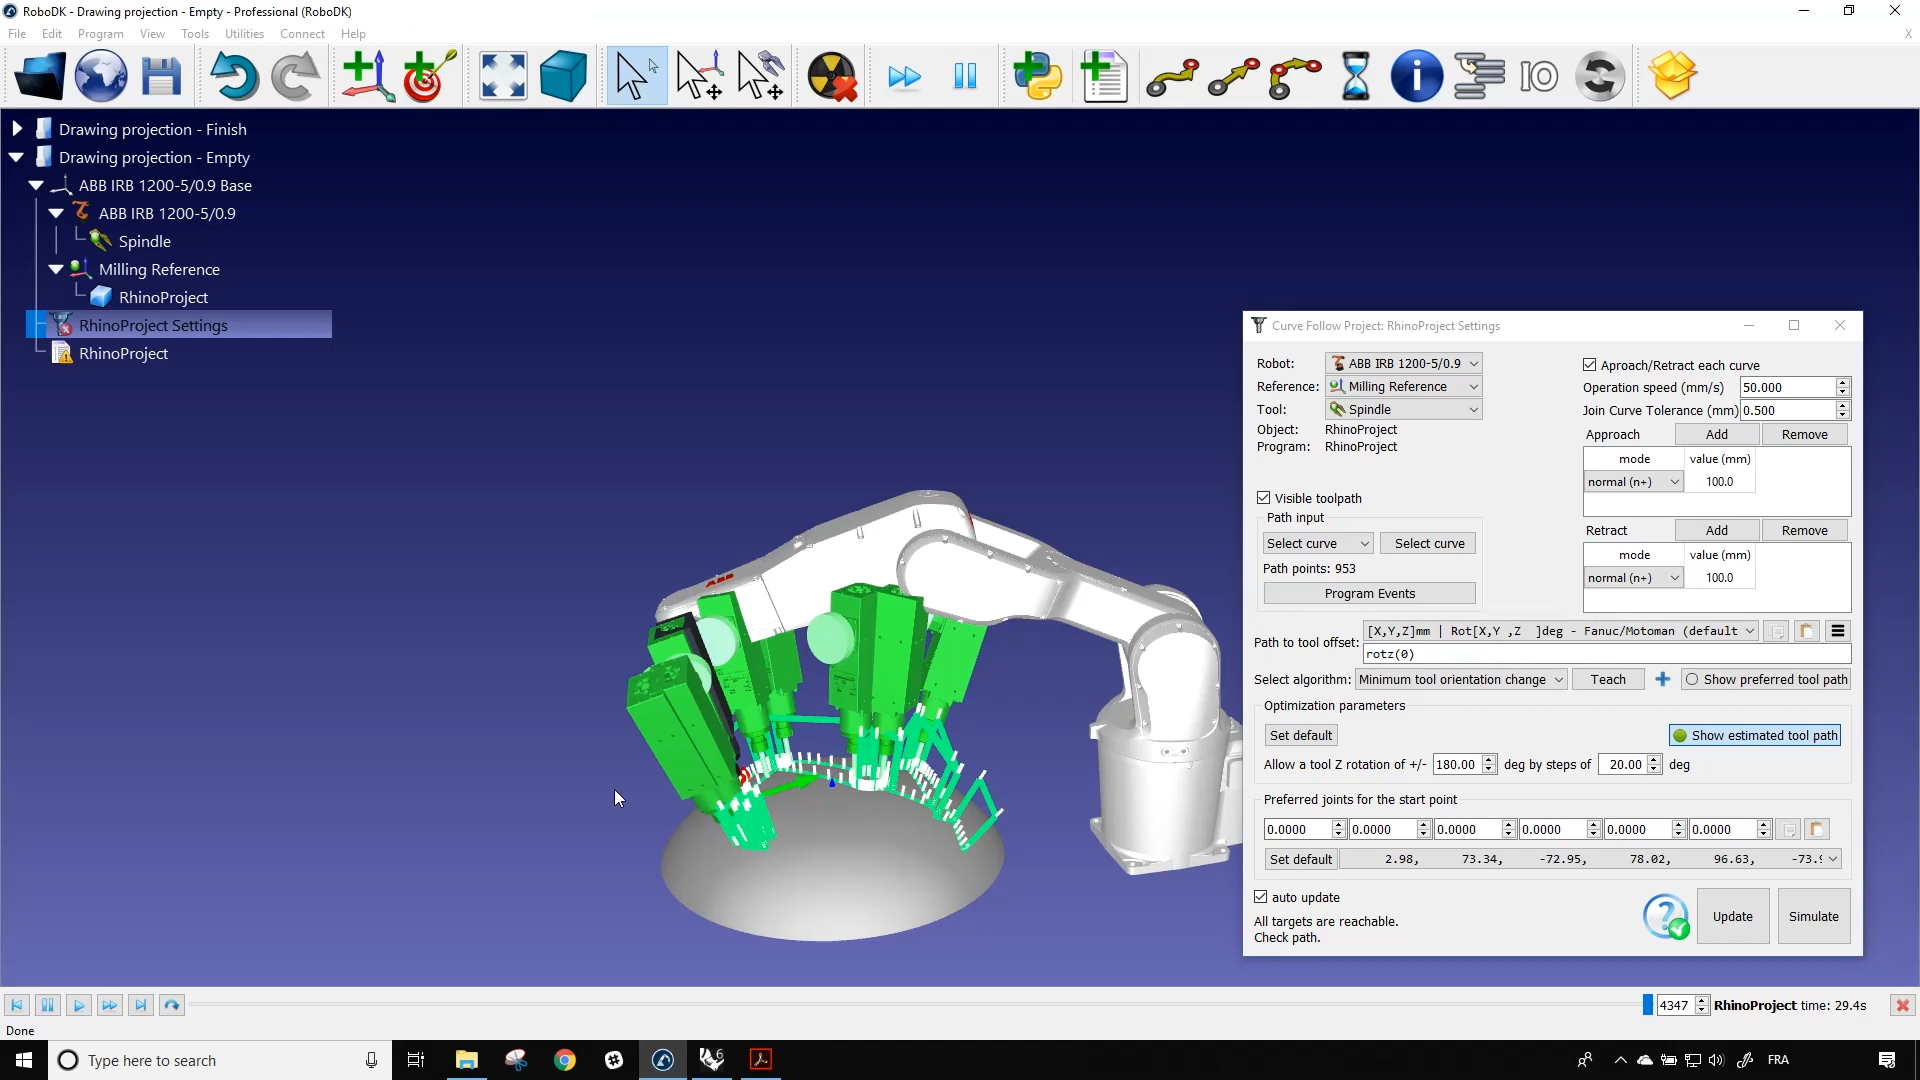 RoboDK - Drawing projection - Empty - Professional (RoboDK)
File Edit Program View Tools Utilities Connect Help X
IO
Drawing projection - Finish
Drawing projection - Empty
ABB IRB 1200-5/0.9 Base
ABB IRB 1200-5/0.9
Spindle
Milling Reference
RhinoProject
RhinoProject Settings
RhinoProject
ABB
Curve Follow Project: RhinoProject Settings
Robot: ABB IRB 1200-5/0.9
Reference: Milling Reference
Tool: Spindle
Object: RhinoProject
Program: RhinoProject
Visible toolpath
Path input
Select curve Select curve
Path points: 953
Program Events
Aproach/Retract each curve
Operation speed (mm/s) 50.000
Join Curve Tolerance (mm) 0.500
Approach Add Remove
mode value (mm)
normal (n+) 100.0
Retract Add Remove
mode value (mm)
normal (n+) 100.0
Path to tool offset: [X,Y,Z]mm | Rot[X,Y ,Z ]deg - Fanuc/Motoman (default
rotz(0)
Select algorithm: Minimum tool orientation change Teach Show preferred tool path
Optimization parameters
Set default Show estimated tool path
Allow a tool Z rotation of +/- 180.00 deg by steps of 20.00 deg
Preferred joints for the start point
0.0000 0.0000 0.0000 0.0000 0.0000 0.0000
Set default 2.98, 73.34, -72.95, 78.02, 96.63, -73.9
auto update
All targets are reachable.
Check path.
Update Simulate
4347 RhinoProject time: 29.4s
Done
Type here to search
6
FRA